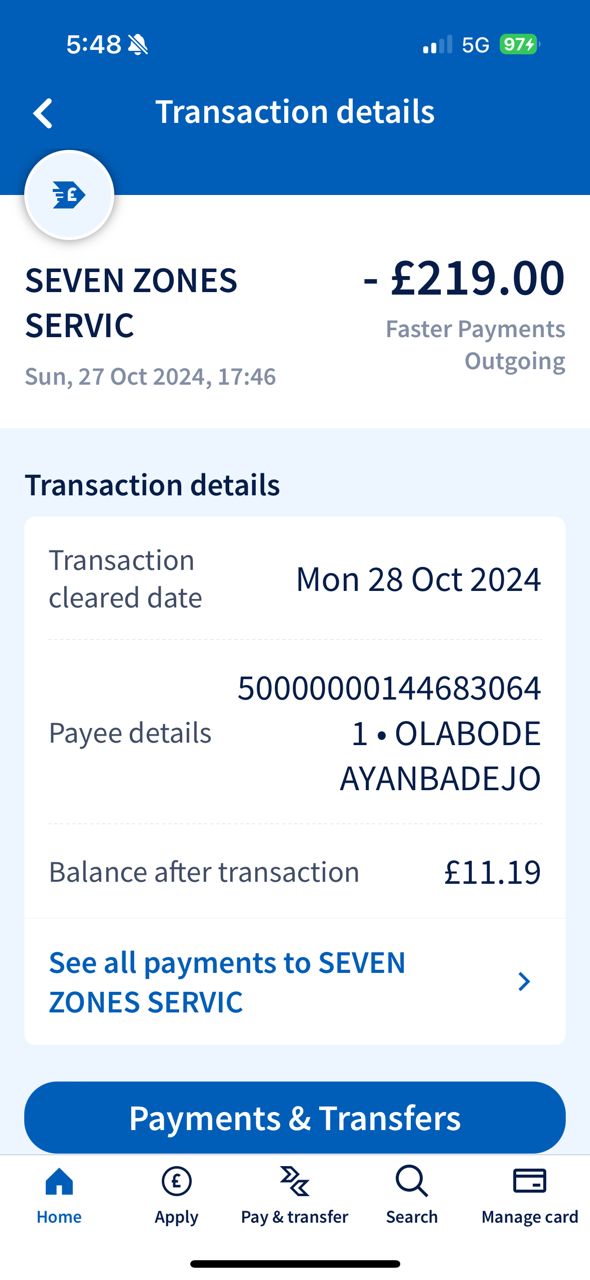 5:48
5G 97
Transaction details
£
SEVEN ZONES
SERVIC
- £219.00
Faster Payments
Outgoing
Sun, 27 Oct 2024, 17:46
Transaction details
Transaction
cleared date
Mon 28 Oct 2024
Payee details
50000000144683064
1 • OLABODE
AYANBADEJO
Balance after transaction £11.19
See all payments to SEVEN
ZONES SERVIC
Payments & Transfers
£
Home Apply Pay & transfer Search Manage card